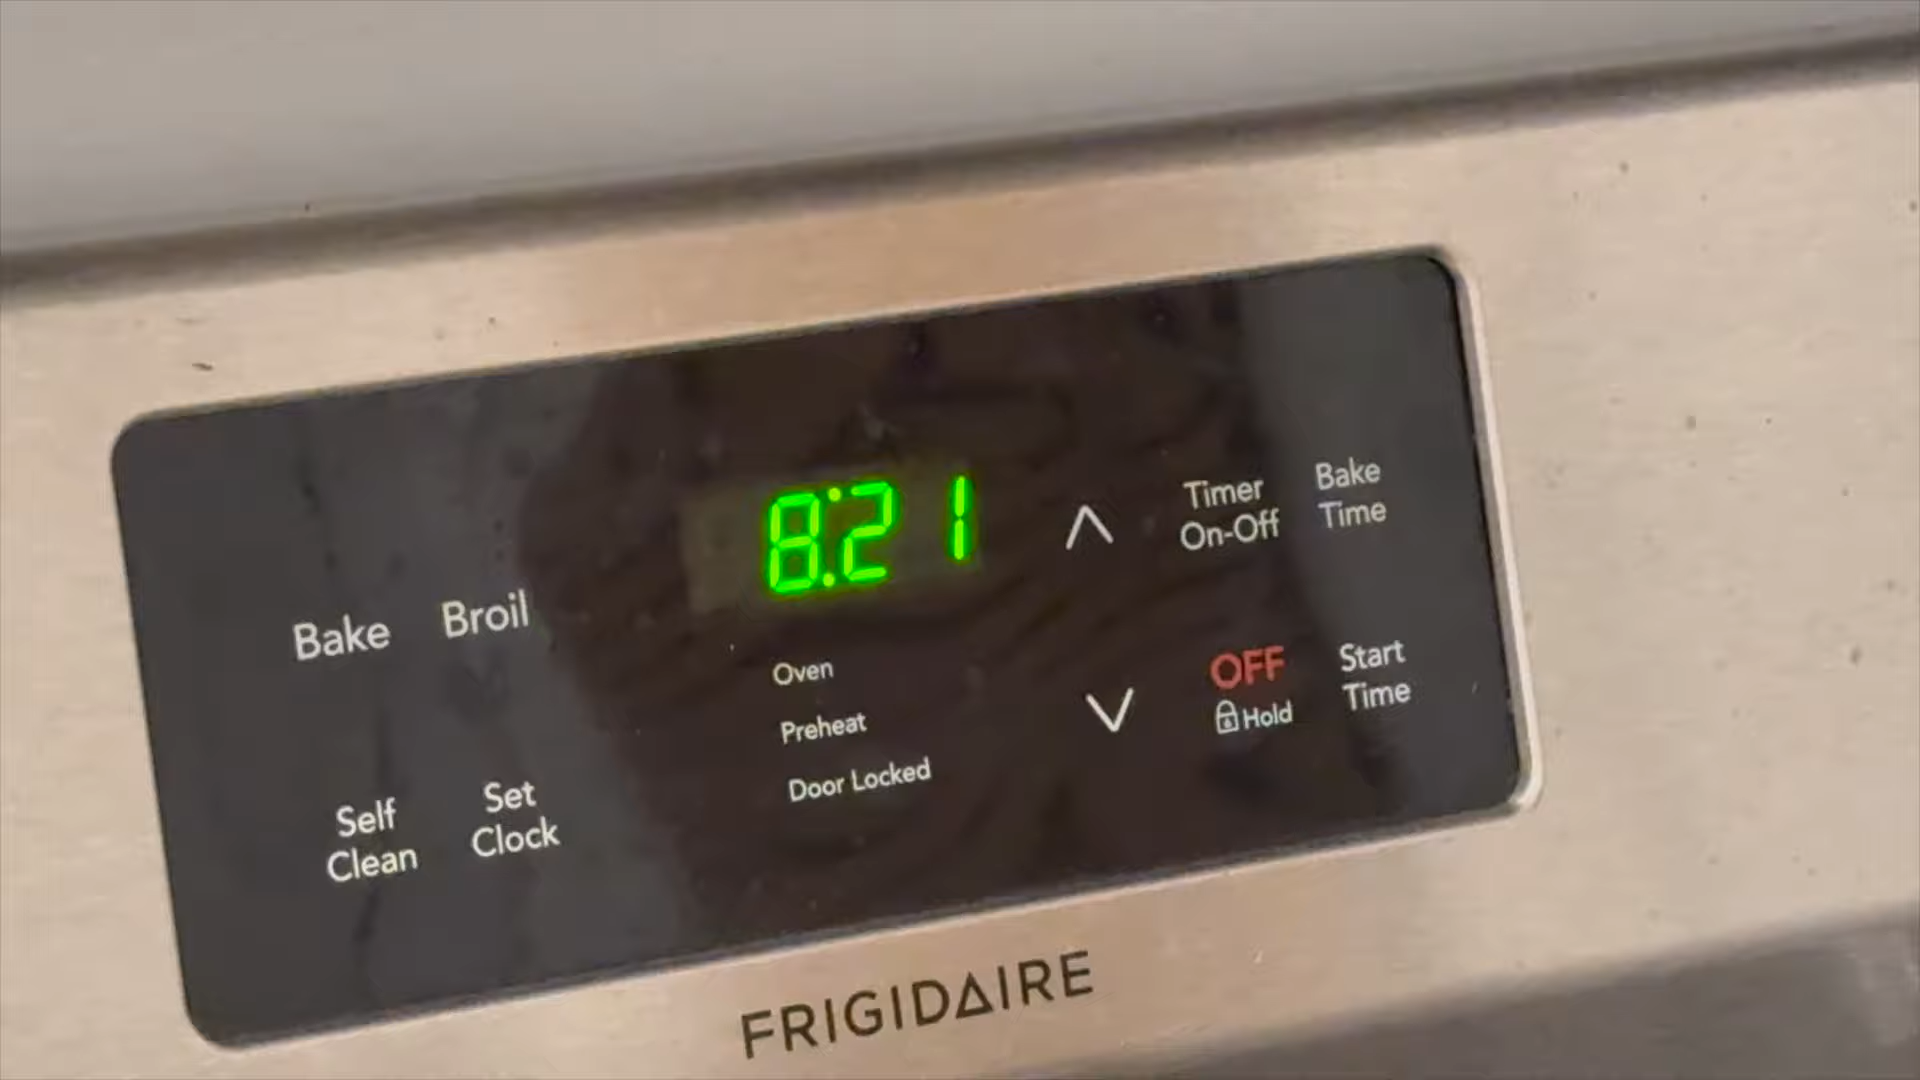 8:21
Timer
On-Off
Bake
Time
Bake
Broil
Oven
Preheat
Door Locked
OFF
Hold
Start
Time
Self
Clean
Set
Clock
FRIGIDAIRE